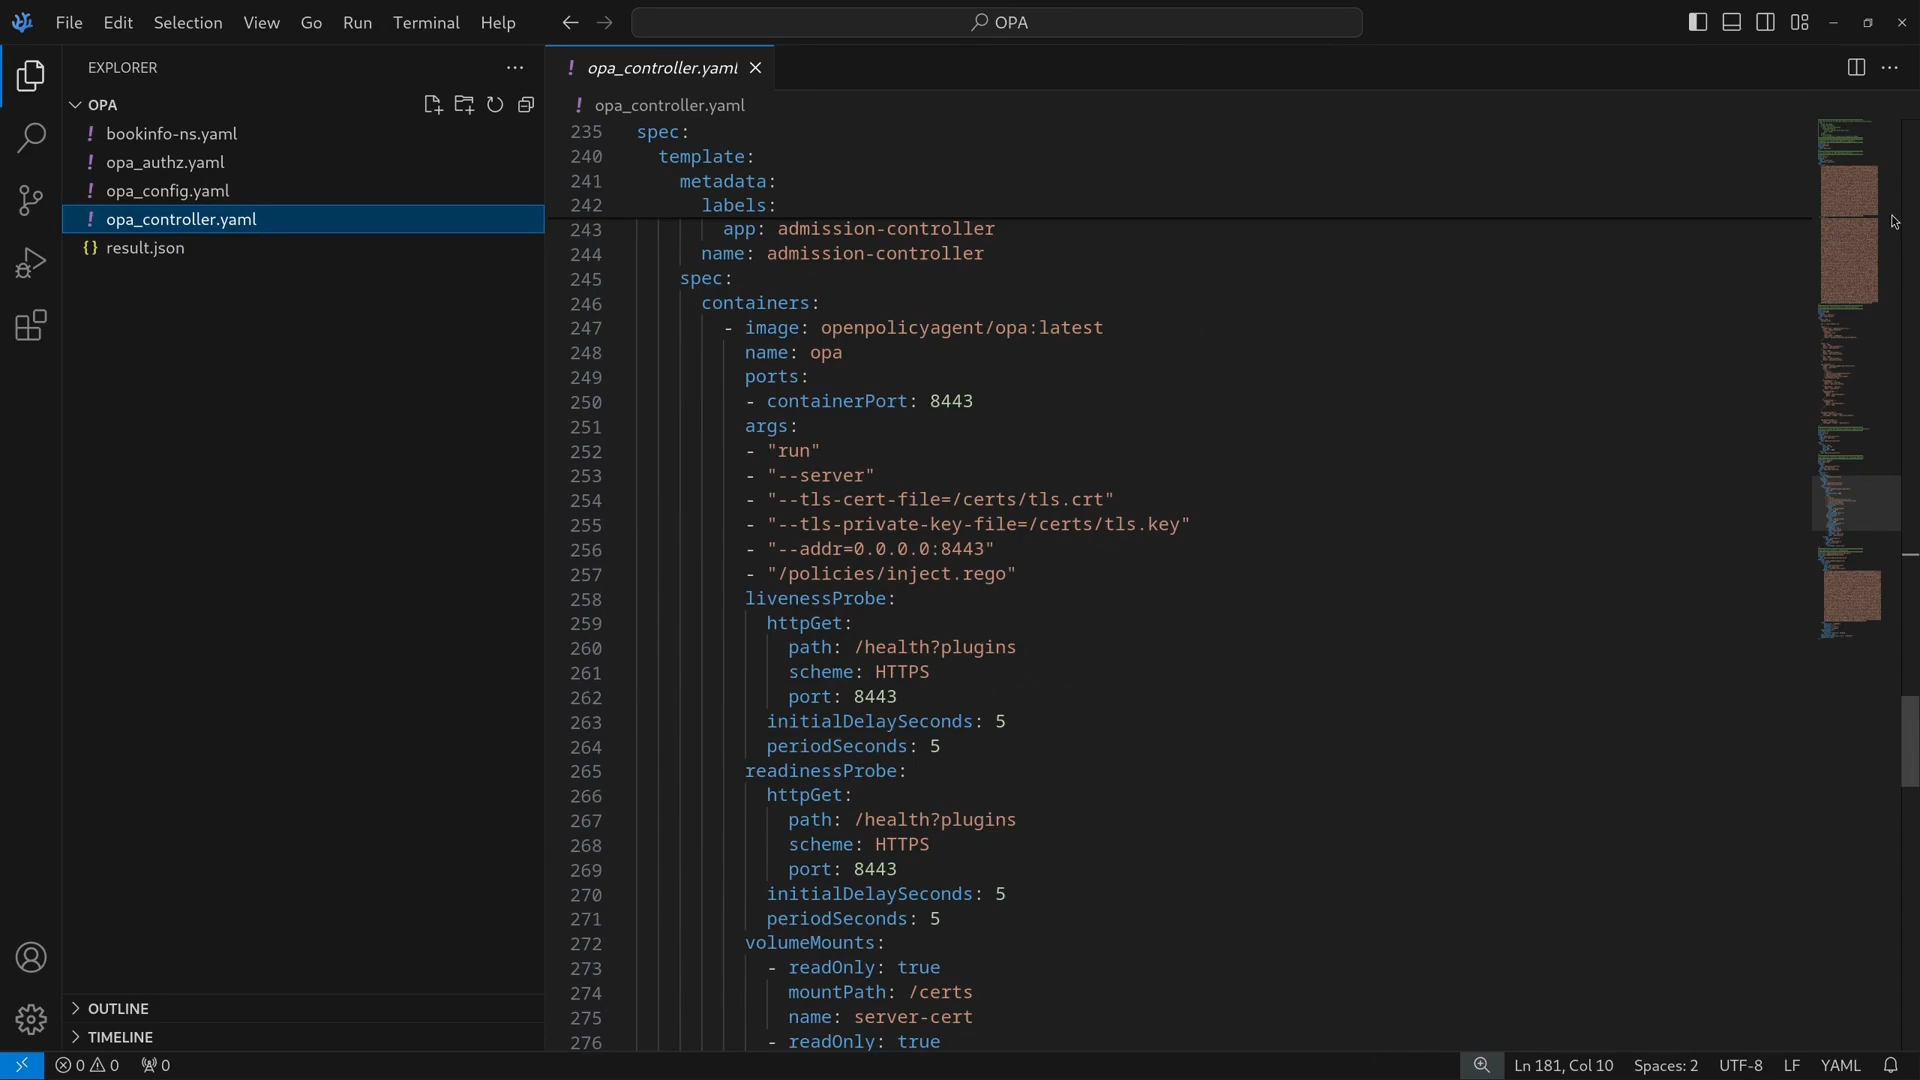 File Edit Selection View Go Run Terminal Help
OPA
EXPLORER
OPA
bookinfo-ns.yaml
opa_authz.yaml
opa_config.yaml
opa_controller.yaml
{} result.json
OUTLINE
TIMELINE
! opa_controller.yaml
! opa_controller.yaml
235 spec:
240 template:
241 metadata:
242 labels:
243 app: admission-controller
244 name: admission-controller
245 spec:
246 containers:
247 - image: openpolicyagent/opa:latest
248 name: opa
249 ports:
250 - containerPort: 8443
251 args:
252 - "run"
253 - "--server"
254 - "--tls-cert-file=/certs/tls.crt"
255 - "--tls-private-key-file=/certs/tls.key"
256 - "--addr=0.0.0.0:8443"
257 - "/policies/inject.rego"
258 livenessProbe:
259 httpGet:
260 path: /health?plugins
261 scheme: HTTPS
262 port: 8443
263 initialDelaySeconds: 5
264 periodSeconds: 5
265 readinessProbe:
266 httpGet:
267 path: /health?plugins
268 scheme: HTTPS
269 port: 8443
270 initialDelaySeconds: 5
271 periodSeconds: 5
272 volumeMounts:
273 - readOnly: true
274 mountPath: /certs
275 name: server-cert
276 - readOnly: true
0 0 0
Ln 181, Col 10 Spaces: 2 UTF-8 LF YAML